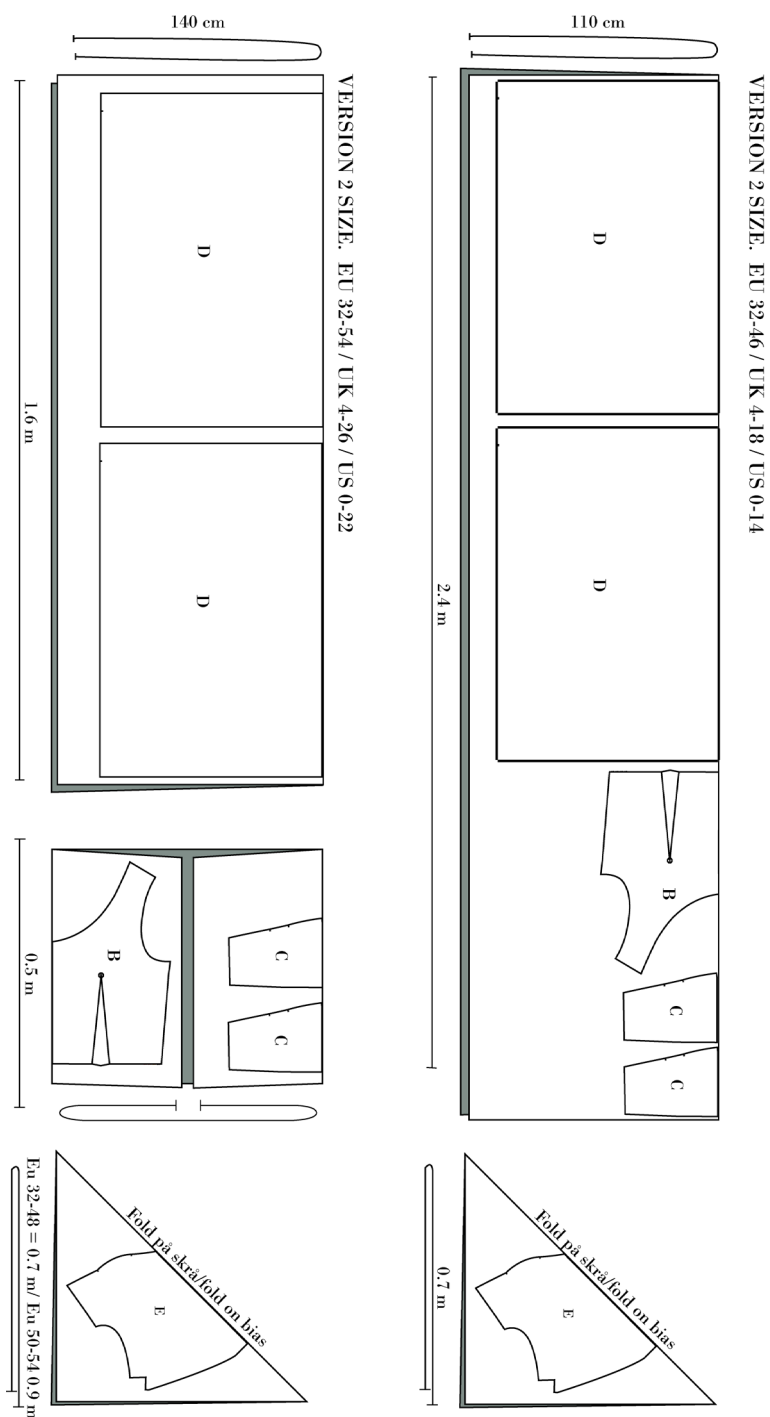 110 cm
VERSION 2 SIZE. EU 32-46 / UK 4-18 / US 0-14
D
D
B
C
C
2.4 m
Fold på skrå/fold on bias
E
0.7 m
140 cm
VERSION 2 SIZE. EU 32-54 / UK 4-26 / US 0-22
D
D
1.6 m
C
C
B
0.5 m
Fold på skrå/fold on bias
E
Eu 32-48 = 0.7 m/ Eu 50-54 0.9 m